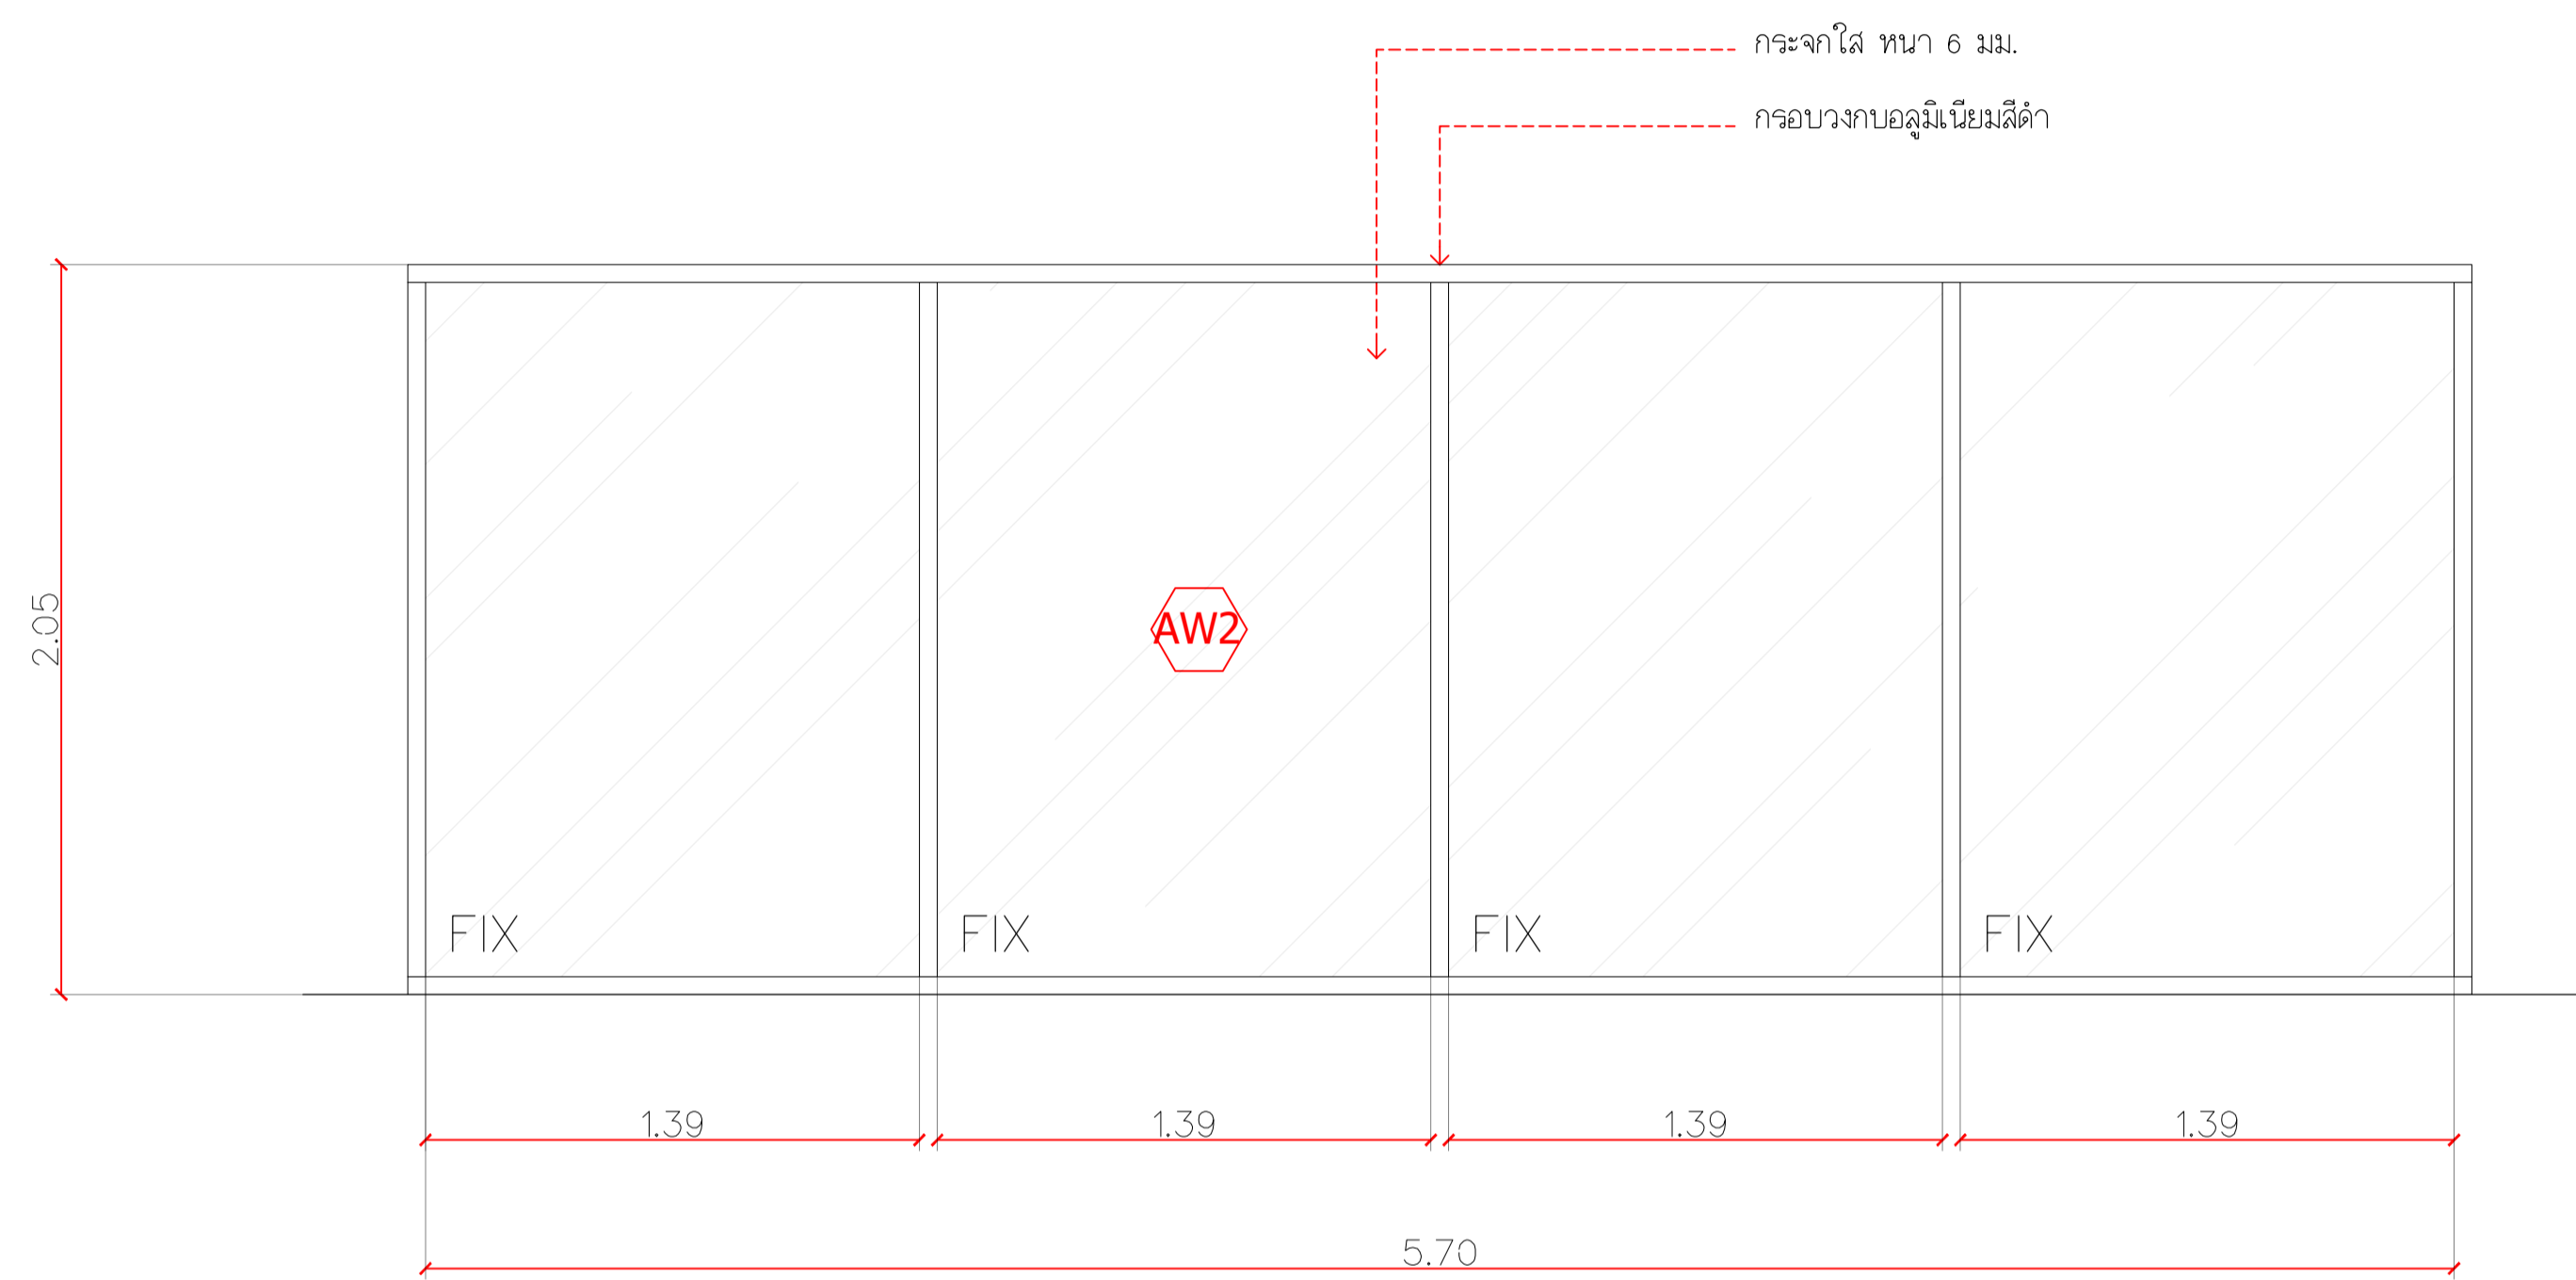 กระจกใส หนา 6 มม.
กรอบวงกบอลูมิเนียมสีดำ
2.05
AW2
FIX FIX FIX FIX
1.39 1.39 1.39 1.39
5.70